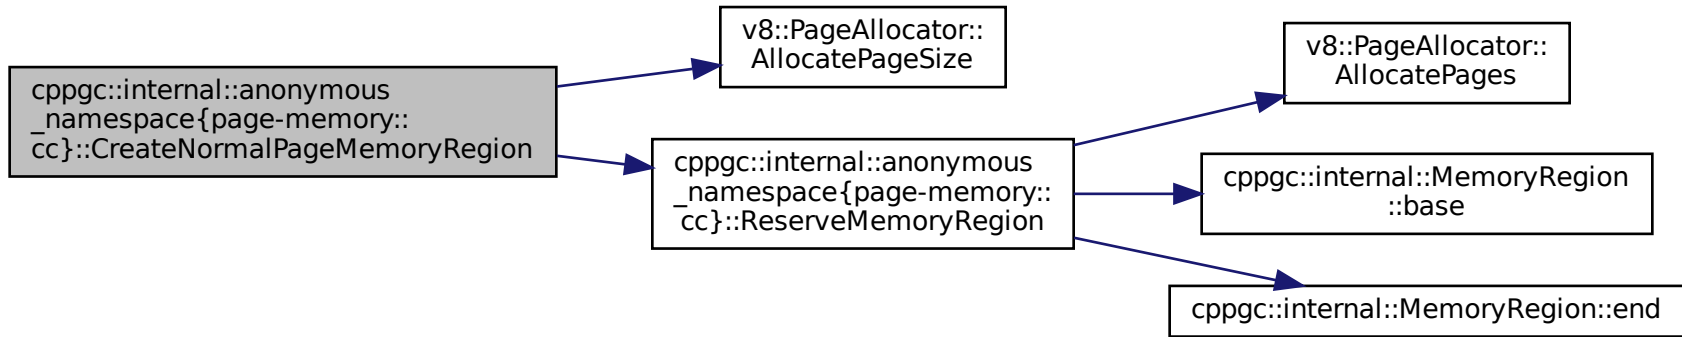 cppgc::internal::anonymous
_namespace{page-memory::
cc}::CreateNormalPageMemoryRegion
v8::PageAllocator::
AllocatePageSize
cppgc::internal::anonymous
_namespace{page-memory::
cc}::ReserveMemoryRegion
v8::PageAllocator::
AllocatePages
cppgc::internal::MemoryRegion
::base
cppgc::internal::MemoryRegion::end